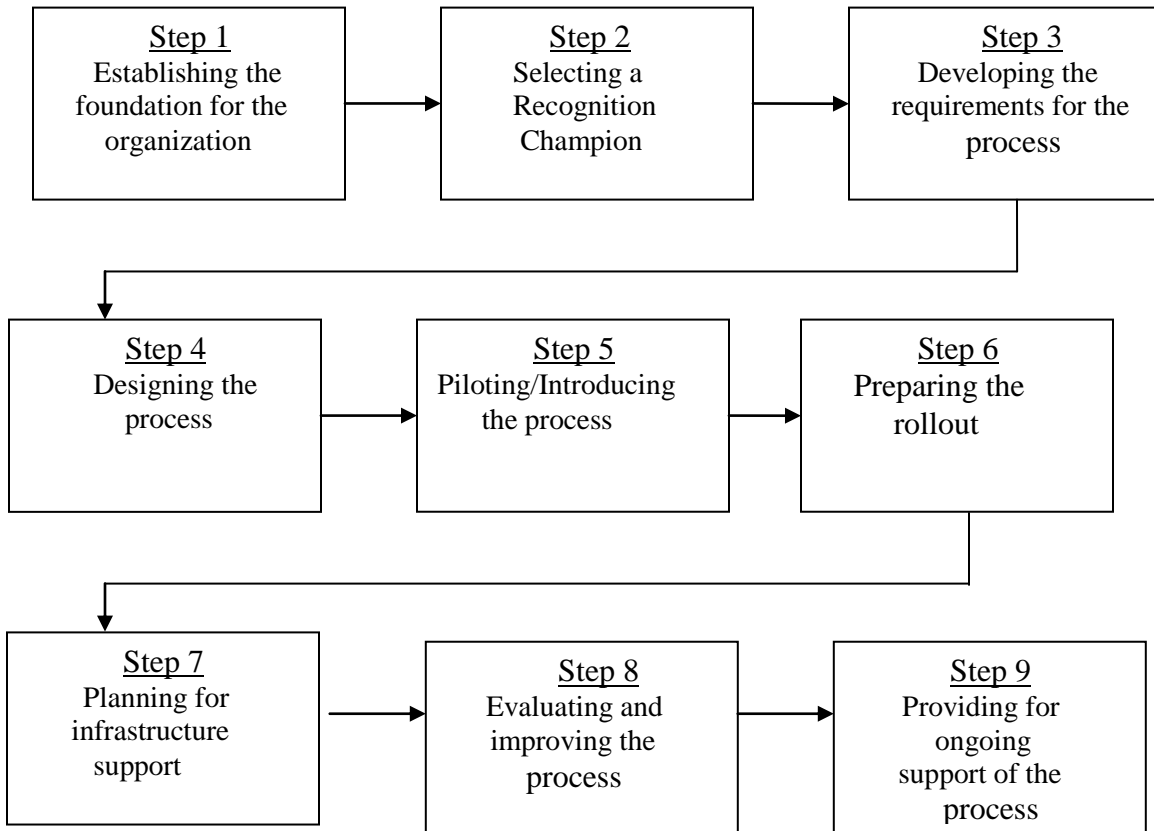 Step 1
Establishing the
foundation for the
organization
Step 2
Selecting a
Recognition
Champion
Step 3
Developing the
requirements for the
process
Step 4
Designing the
process
Step 5
Piloting/Introducing
the process
Step 6
Preparing the
rollout
Step 7
Planning for
infrastructure
support
Step 8
Evaluating and
improving the
process
Step 9
Providing for
ongoing
support of the
process